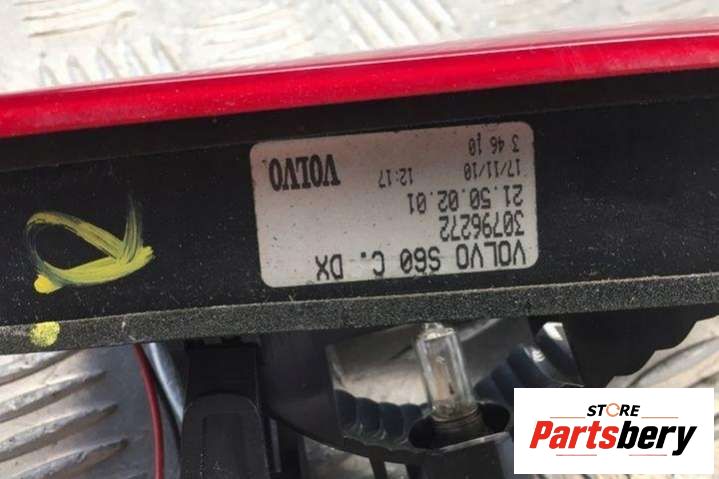 VOLVO S60 C. DX
30796272
21.50.02.01
17/11/10 12:17 VOLVO
3 46 10
STORE
Partsbery